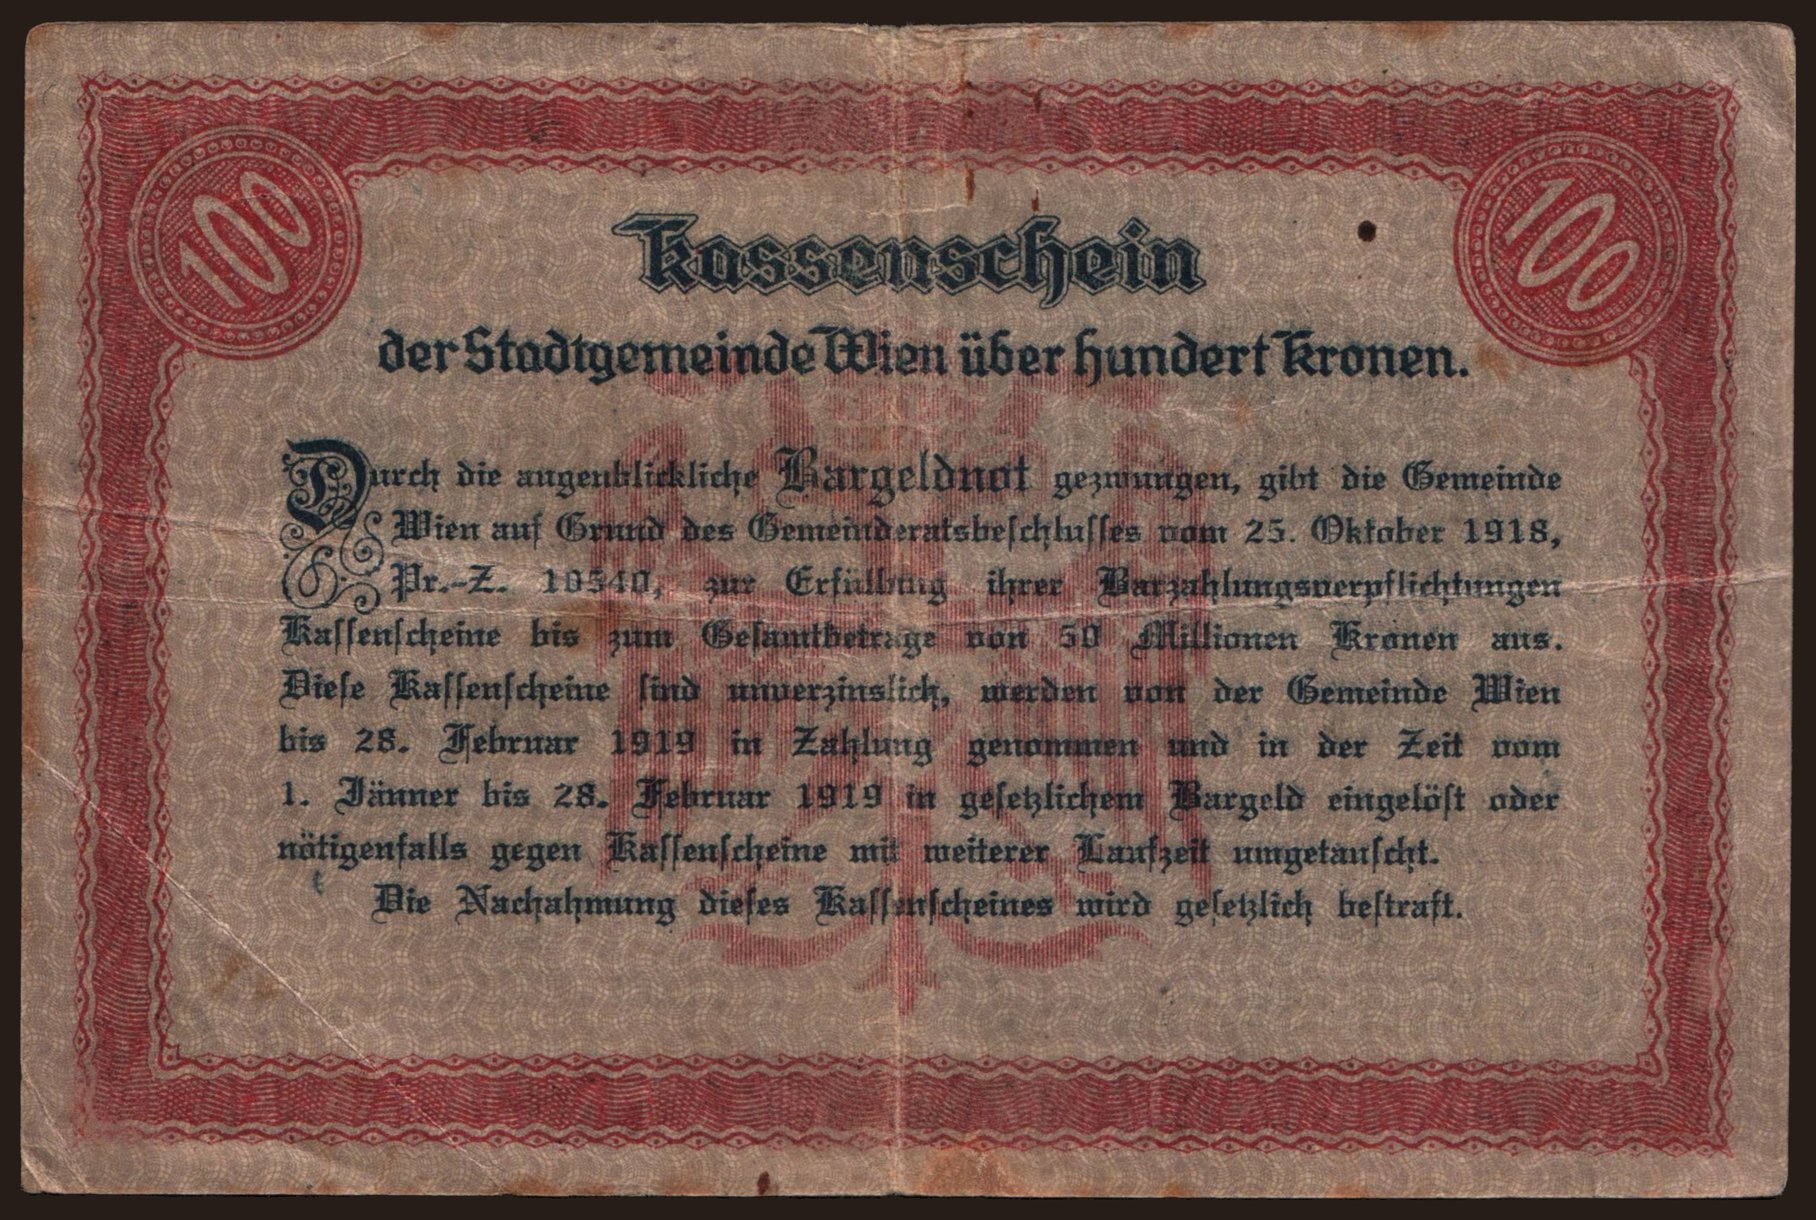 100
100
Kassenschein
der Stadtgemeinde Wien über hundert Kronen.
Durch die augenblickliche Bargeldnot gezwungen, gibt die Gemeinde
Wien auf Grund des Gemeinderatsbeschlusses vom 25. Oktober 1918,
Pr.-Z. 10540, zur Erfüllung ihrer Barzahlungsverpflichtungen
Kassenscheine bis zum Gesamtbetrage von 50 Millionen Kronen aus.
Diese Kassenscheine sind unverzinslich, werden von der Gemeinde Wien
bis 28. Februar 1919 in Zahlung genommen und in der Zeit vom
1. Jänner bis 28. Februar 1919 in gesetzlichem Bargeld eingelöst oder
nötigenfalls gegen Kassenscheine mit weiterer Laufzeit umgetauscht.
Die Nachahmung dieses Kassenscheines wird gesetzlich bestraft.